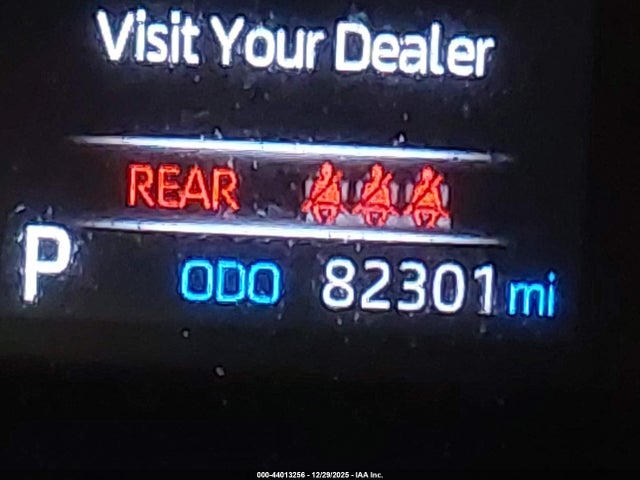 Visit Your Dealer
REAR
P
ODO 82301 mi
000-44013256 - 12/29/2025 - IAA Inc.